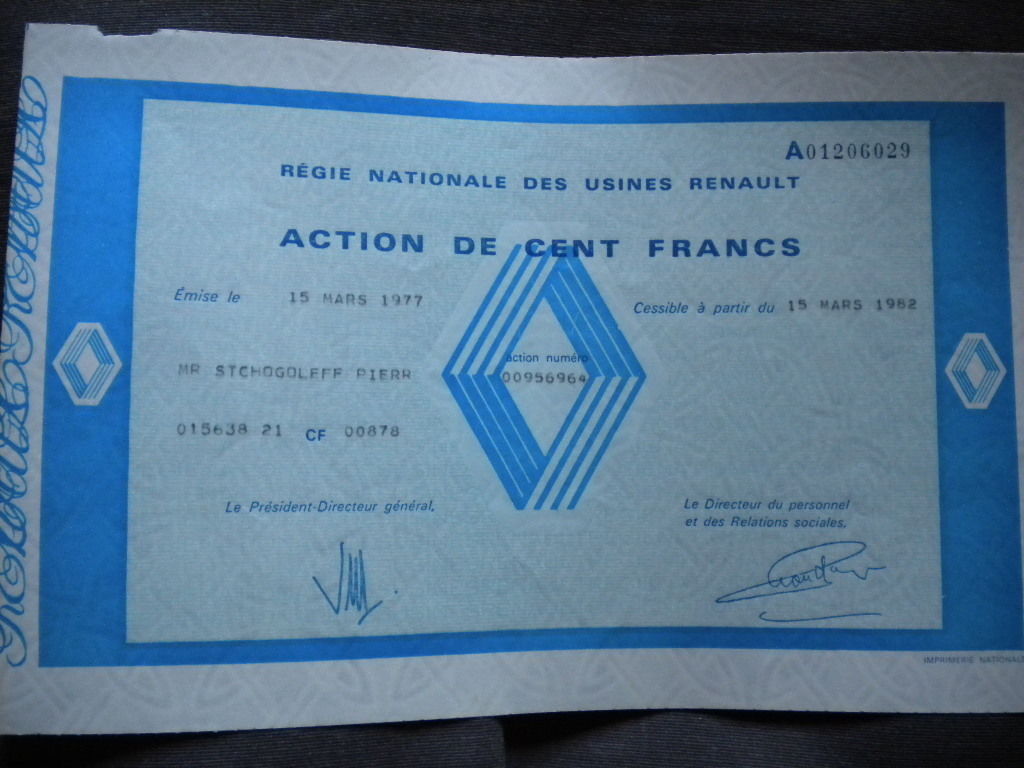 A01206029
RÉGIE NATIONALE DES USINES RENAULT
ACTION DE CENT FRANCS
Émise le 15 MARS 1977
Cessible à partir du 15 MARS 1982
action numéro
00956964
MR STCHOGOLEFF PIERR
015638 21 CF 00878
Le Président-Directeur général,
Le Directeur du personnel
et des Relations sociales,
IMPRIMERIE NATIONALE